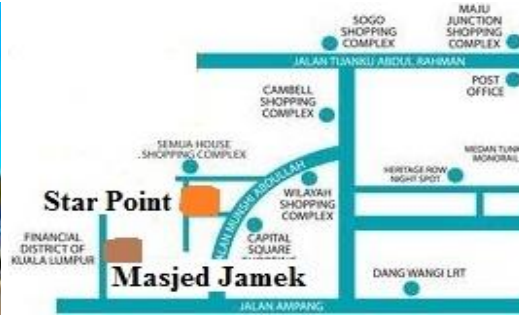 SOGO
SHOPPING
COMPLEX
MAJU
JUNCTION
SHOPPING
COMPLEX
JALAN TUANKU ABDUL RAHMAN
POST
OFFICE
CAMBELL
SHOPPING
COMPLEX
SEMUA HOUSE
.SHOPPING COMPLEX
MEDAN TUNK
MONORAIL
HERITAGE ROW
NIGHT SPOT
JALAN MUNSHI ABDULLAH
Star Point
WILAYAH
SHOPPING
COMPLEX
FINANCIAL
DISTRICT OF
KUALA LUMPUR
CAPITAL
SQUARE
Masjed Jamek
DANG WANGI LRT
JALAN AMPANG